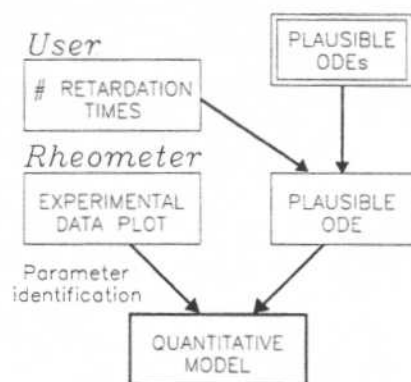 User
PLAUSIBLE
ODEs
# RETARDATION
TIMES
Rheometer
EXPERIMENTAL
DATA PLOT
PLAUSIBLE
ODE
Parameter
identification
QUANTITATIVE
MODEL